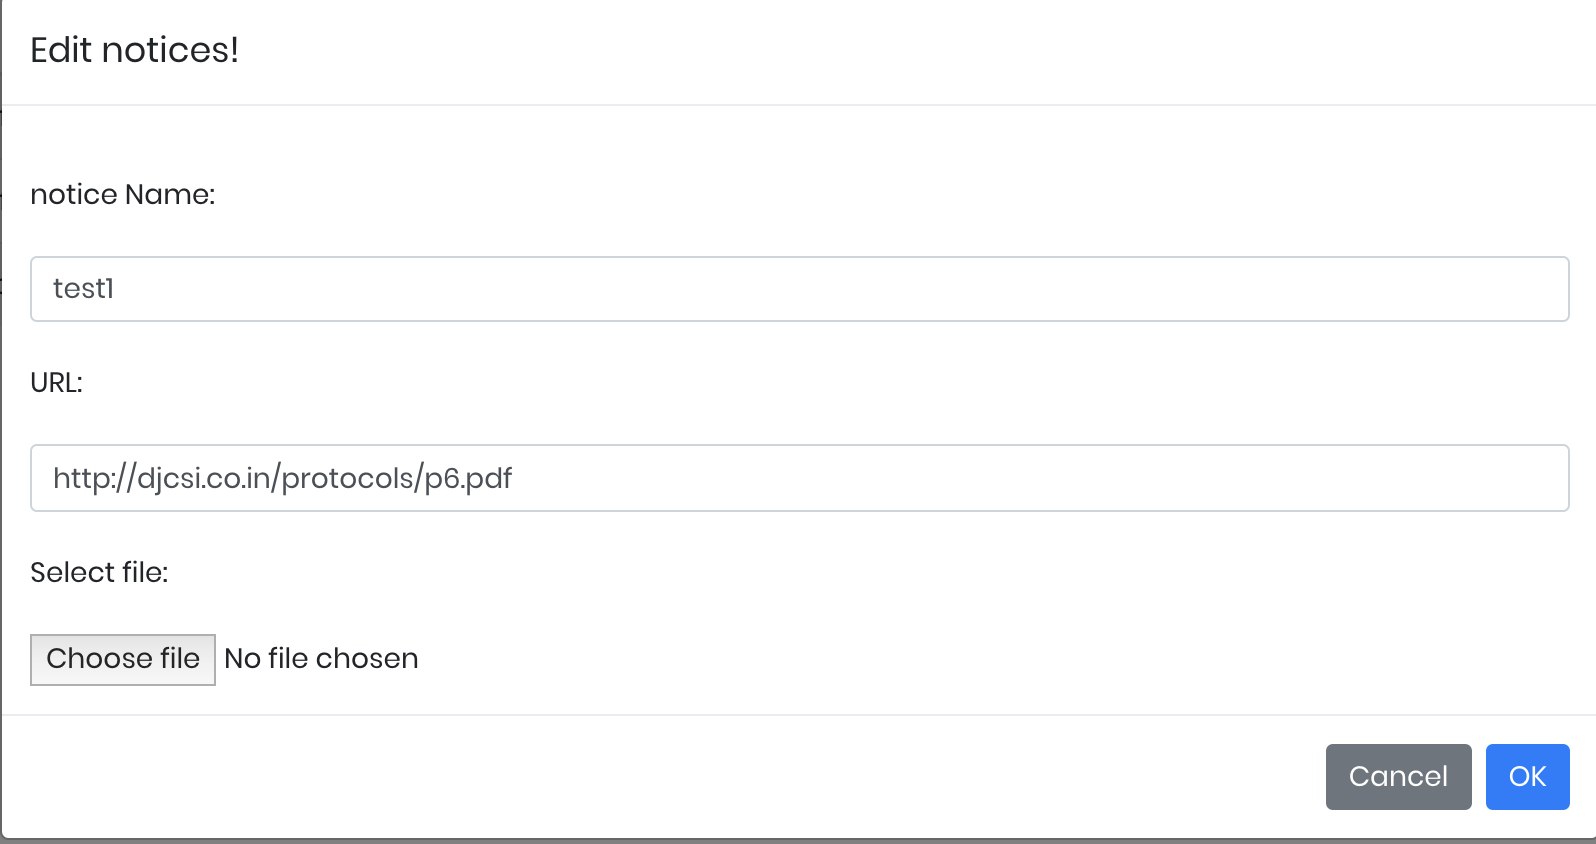 Edit notices!
notice Name:
test1
URL:
http://djcsi.co.in/protocols/p6.pdf
Select file:
Choose file No file chosen
Cancel OK